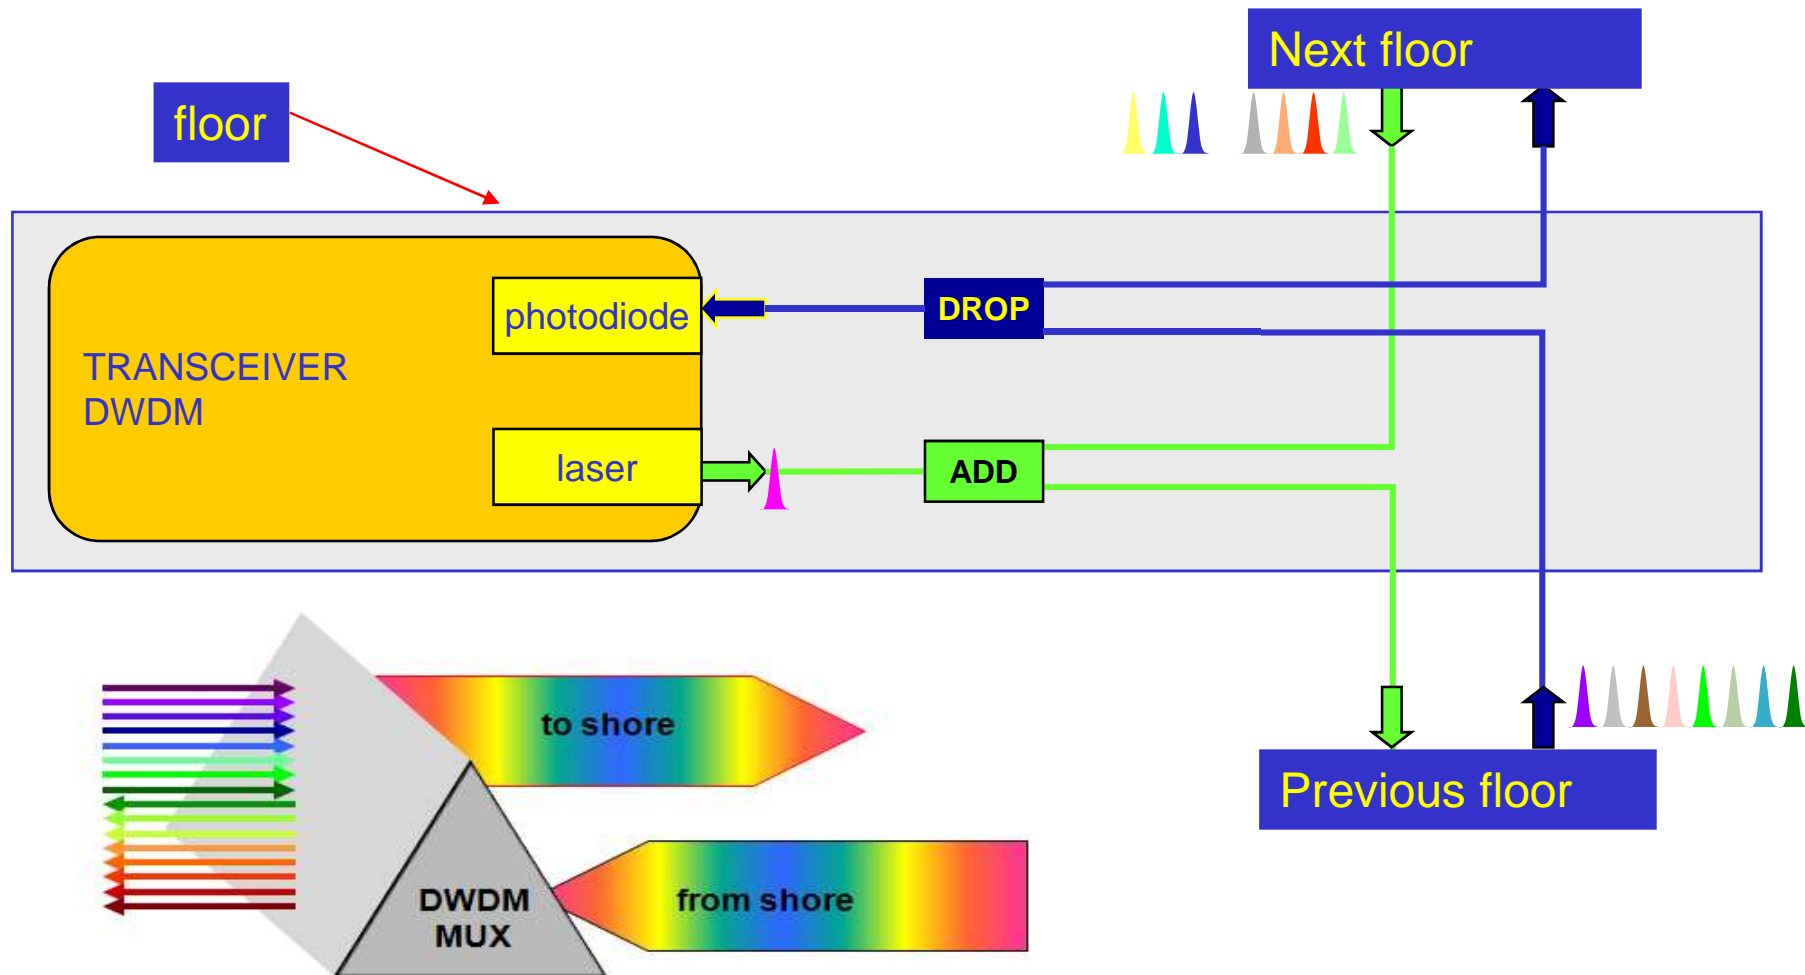 Next floor
floor
photodiode
DROP
TRANSCEIVER
DWDM
laser
ADD
to shore
Previous floor
from shore
DWDM
MUX